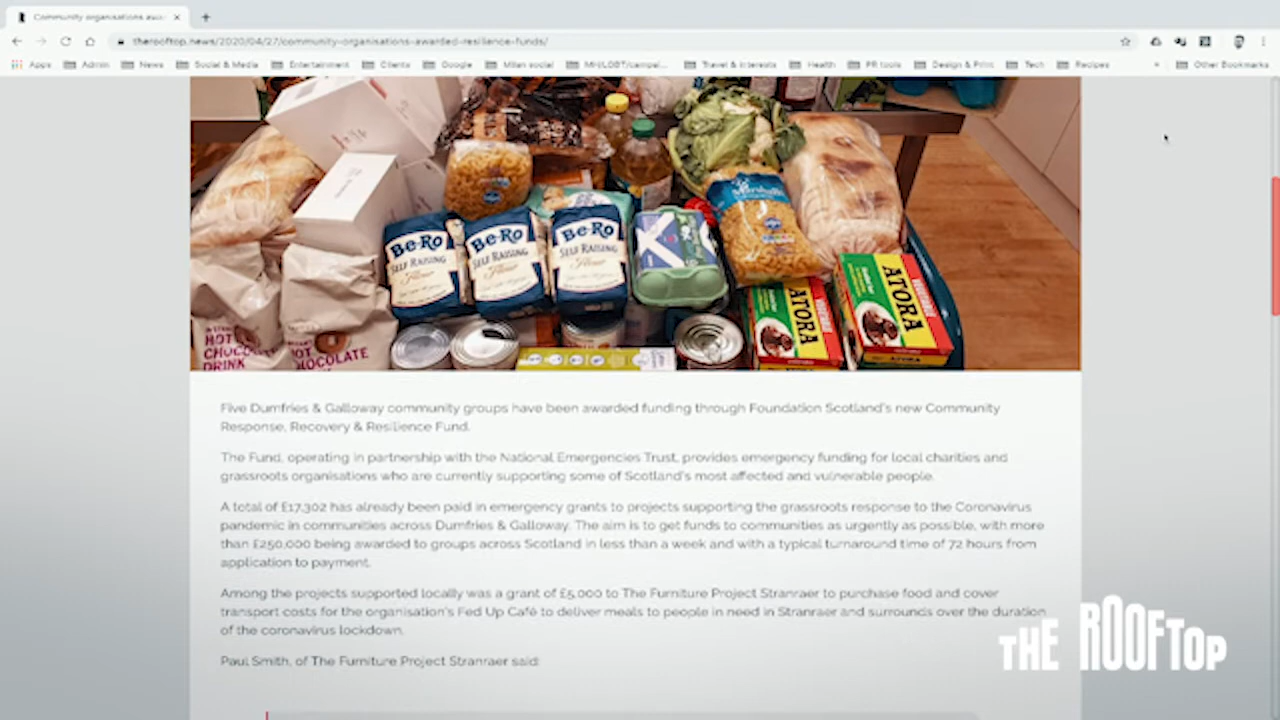 Community organisations awa
therooftop.news/2020/04/27/community-organisations-awarded-resilience-funds/
Apps Admin News Social & Media Entertainment Clients Google Milan social Travel & Interests Health PR tools Design & Print Tech Recipes » Other Bookmarks
Be-Ro Be-Ro Be-Ro
SELF RAISING SELF RAISING SELF RAISING
Flour Flour Flour
Marshalls
ATORA ATORA
HOT CHOCOLATE
DRINK
HOT CHOCOLATE
Five Dumfries & Galloway community groups have been awarded funding through Foundation Scotland's new Community
Response, Recovery & Resilience Fund.
The Fund, operating in partnership with the National Emergencies Trust, provides emergency funding for local charities and
grassroots organisations who are currently supporting some of Scotland's most affected and vulnerable people.
A total of £17,302 has already been paid in emergency grants to projects supporting the grassroots response to the Coronavirus
pandemic in communities across Dumfries & Galloway. The aim is to get funds to communities as urgently as possible, with more
than £250,000 being awarded to groups across Scotland in less than a week and with a typical turnaround time of 72 hours from
application to payment.
Among the projects supported locally was a grant of £5,000 to The Furniture Project Stranraer to purchase food and cover
transport costs for the organisation's Fed Up Café to deliver meals to people in need in Stranraer and surrounds over the duration
of the coronavirus lockdown.
Paul Smith, of The Furniture Project Stranraer said:
THE ROOFTOP